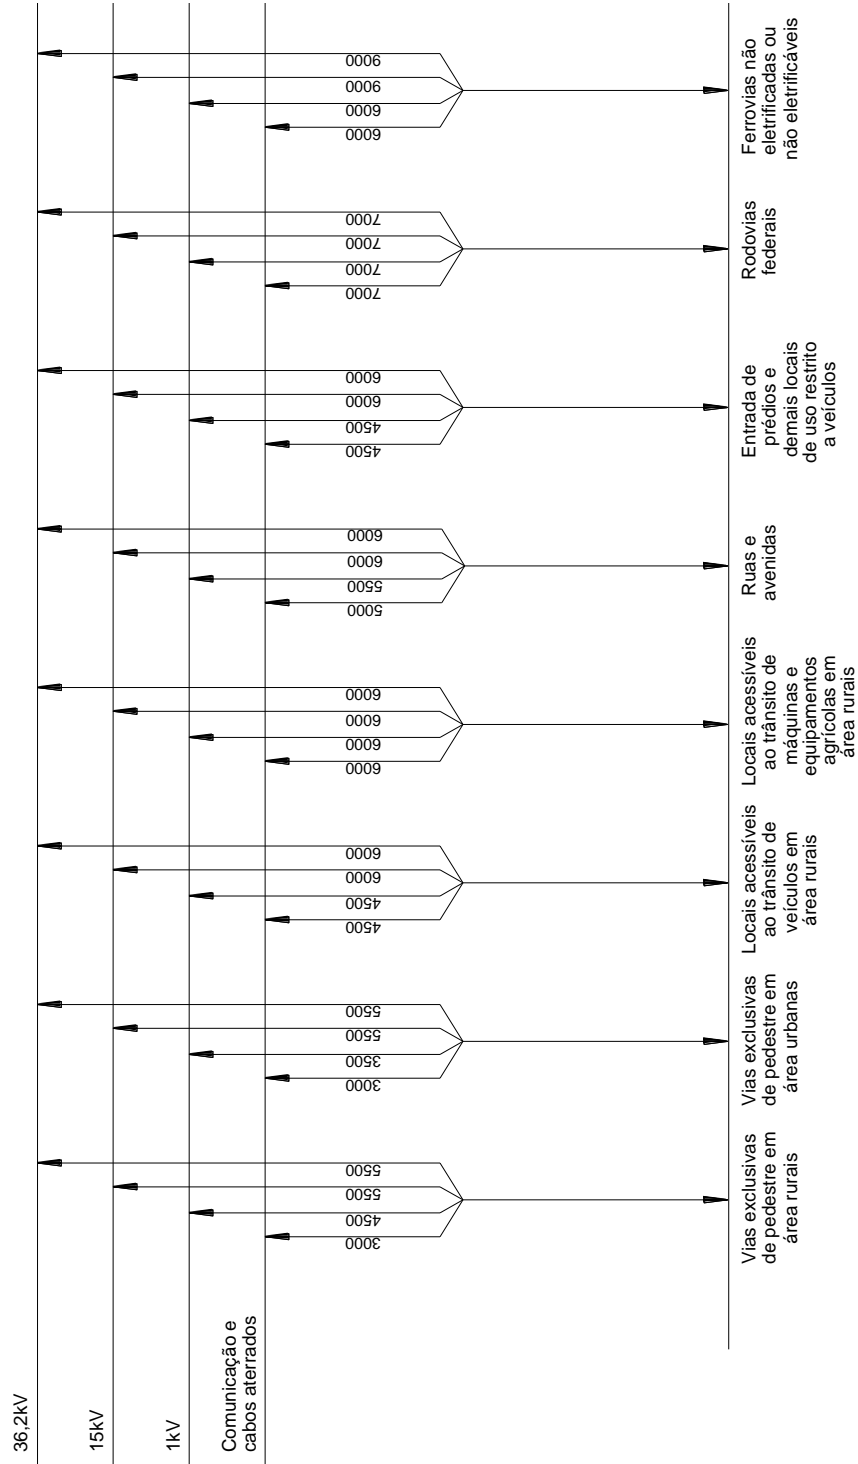 36,2kV
15kV
1kV
Comunicação e
cabos aterrados
3000
4500
5500
5500
Vias exclusivas
de pedestre em
área rurais
3000
3500
5500
5500
Vias exclusivas
de pedestre em
área urbanas
4500
4500
6000
6000
Locais acessíveis
ao trânsito de
veículos em
área rurais
6000
6000
6000
6000
Locais acessíveis
ao trânsito de
máquinas e
equipamentos
agrícolas em
área rurais
5000
5500
6000
6000
Ruas e
avenidas
4500
4500
6000
6000
Entrada de
prédios e
demais locais
de uso restrito
a veículos
7000
7000
7000
7000
Rodovias
federais
6000
6000
9000
9000
Ferrovias não
eletrificadas ou
não eletrificáveis